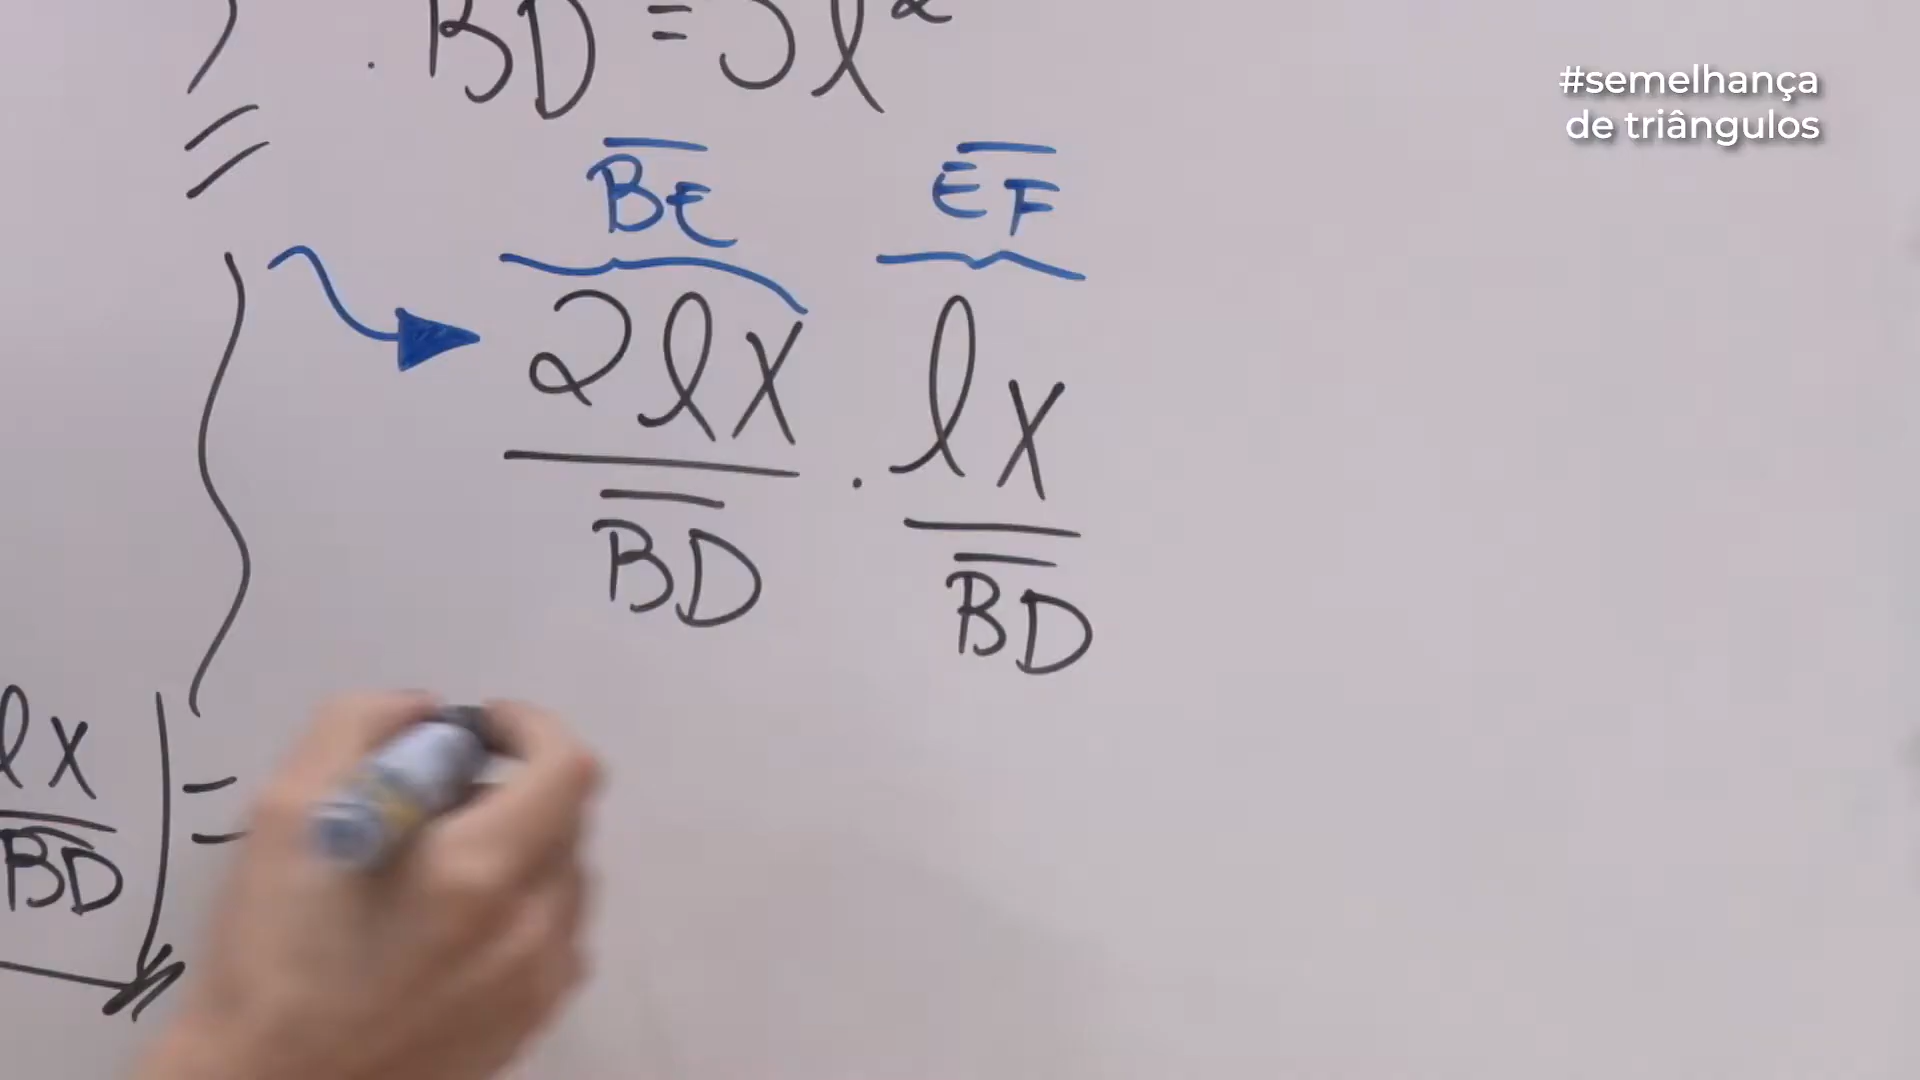 . BD = 5l²
#semelhança
de triângulos
BE EF
2lx/BD . lx/BD
lx/BD =